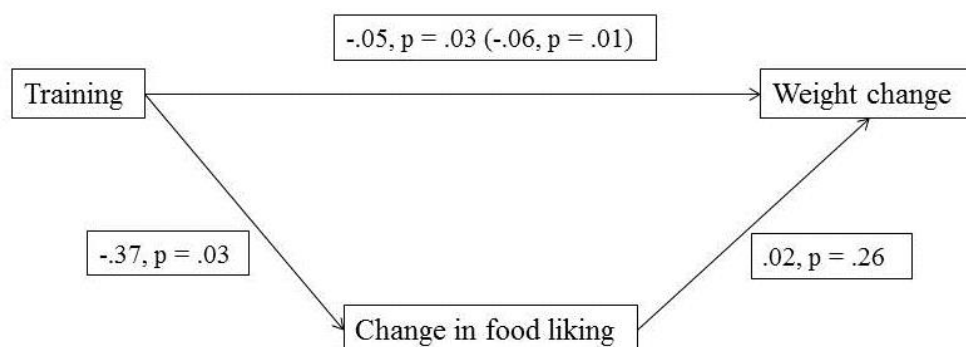 -.05, p = .03 (-.06, p = .01)
Training
Weight change
-.37, p = .03
.02, p = .26
Change in food liking